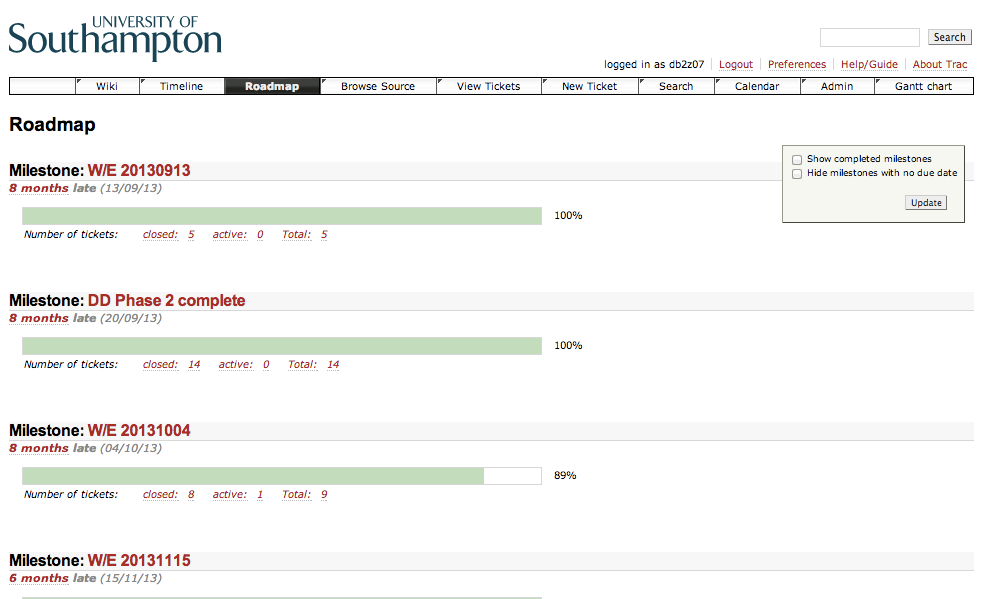 UNIVERSITY OF
Southampton
Search
logged in as db2z07 Logout Preferences Help/Guide About Trac
Wiki Timeline Roadmap Browse Source View Tickets New Ticket Search Calendar Admin Gantt chart
Roadmap
Show completed milestones
Hide milestones with no due date
Update
Milestone: W/E 20130913
8 months late (13/09/13)
100%
Number of tickets: closed: 5 active: 0 Total: 5
Milestone: DD Phase 2 complete
8 months late (20/09/13)
100%
Number of tickets: closed: 14 active: 0 Total: 14
Milestone: W/E 20131004
8 months late (04/10/13)
89%
Number of tickets: closed: 8 active: 1 Total: 9
Milestone: W/E 20131115
6 months late (15/11/13)